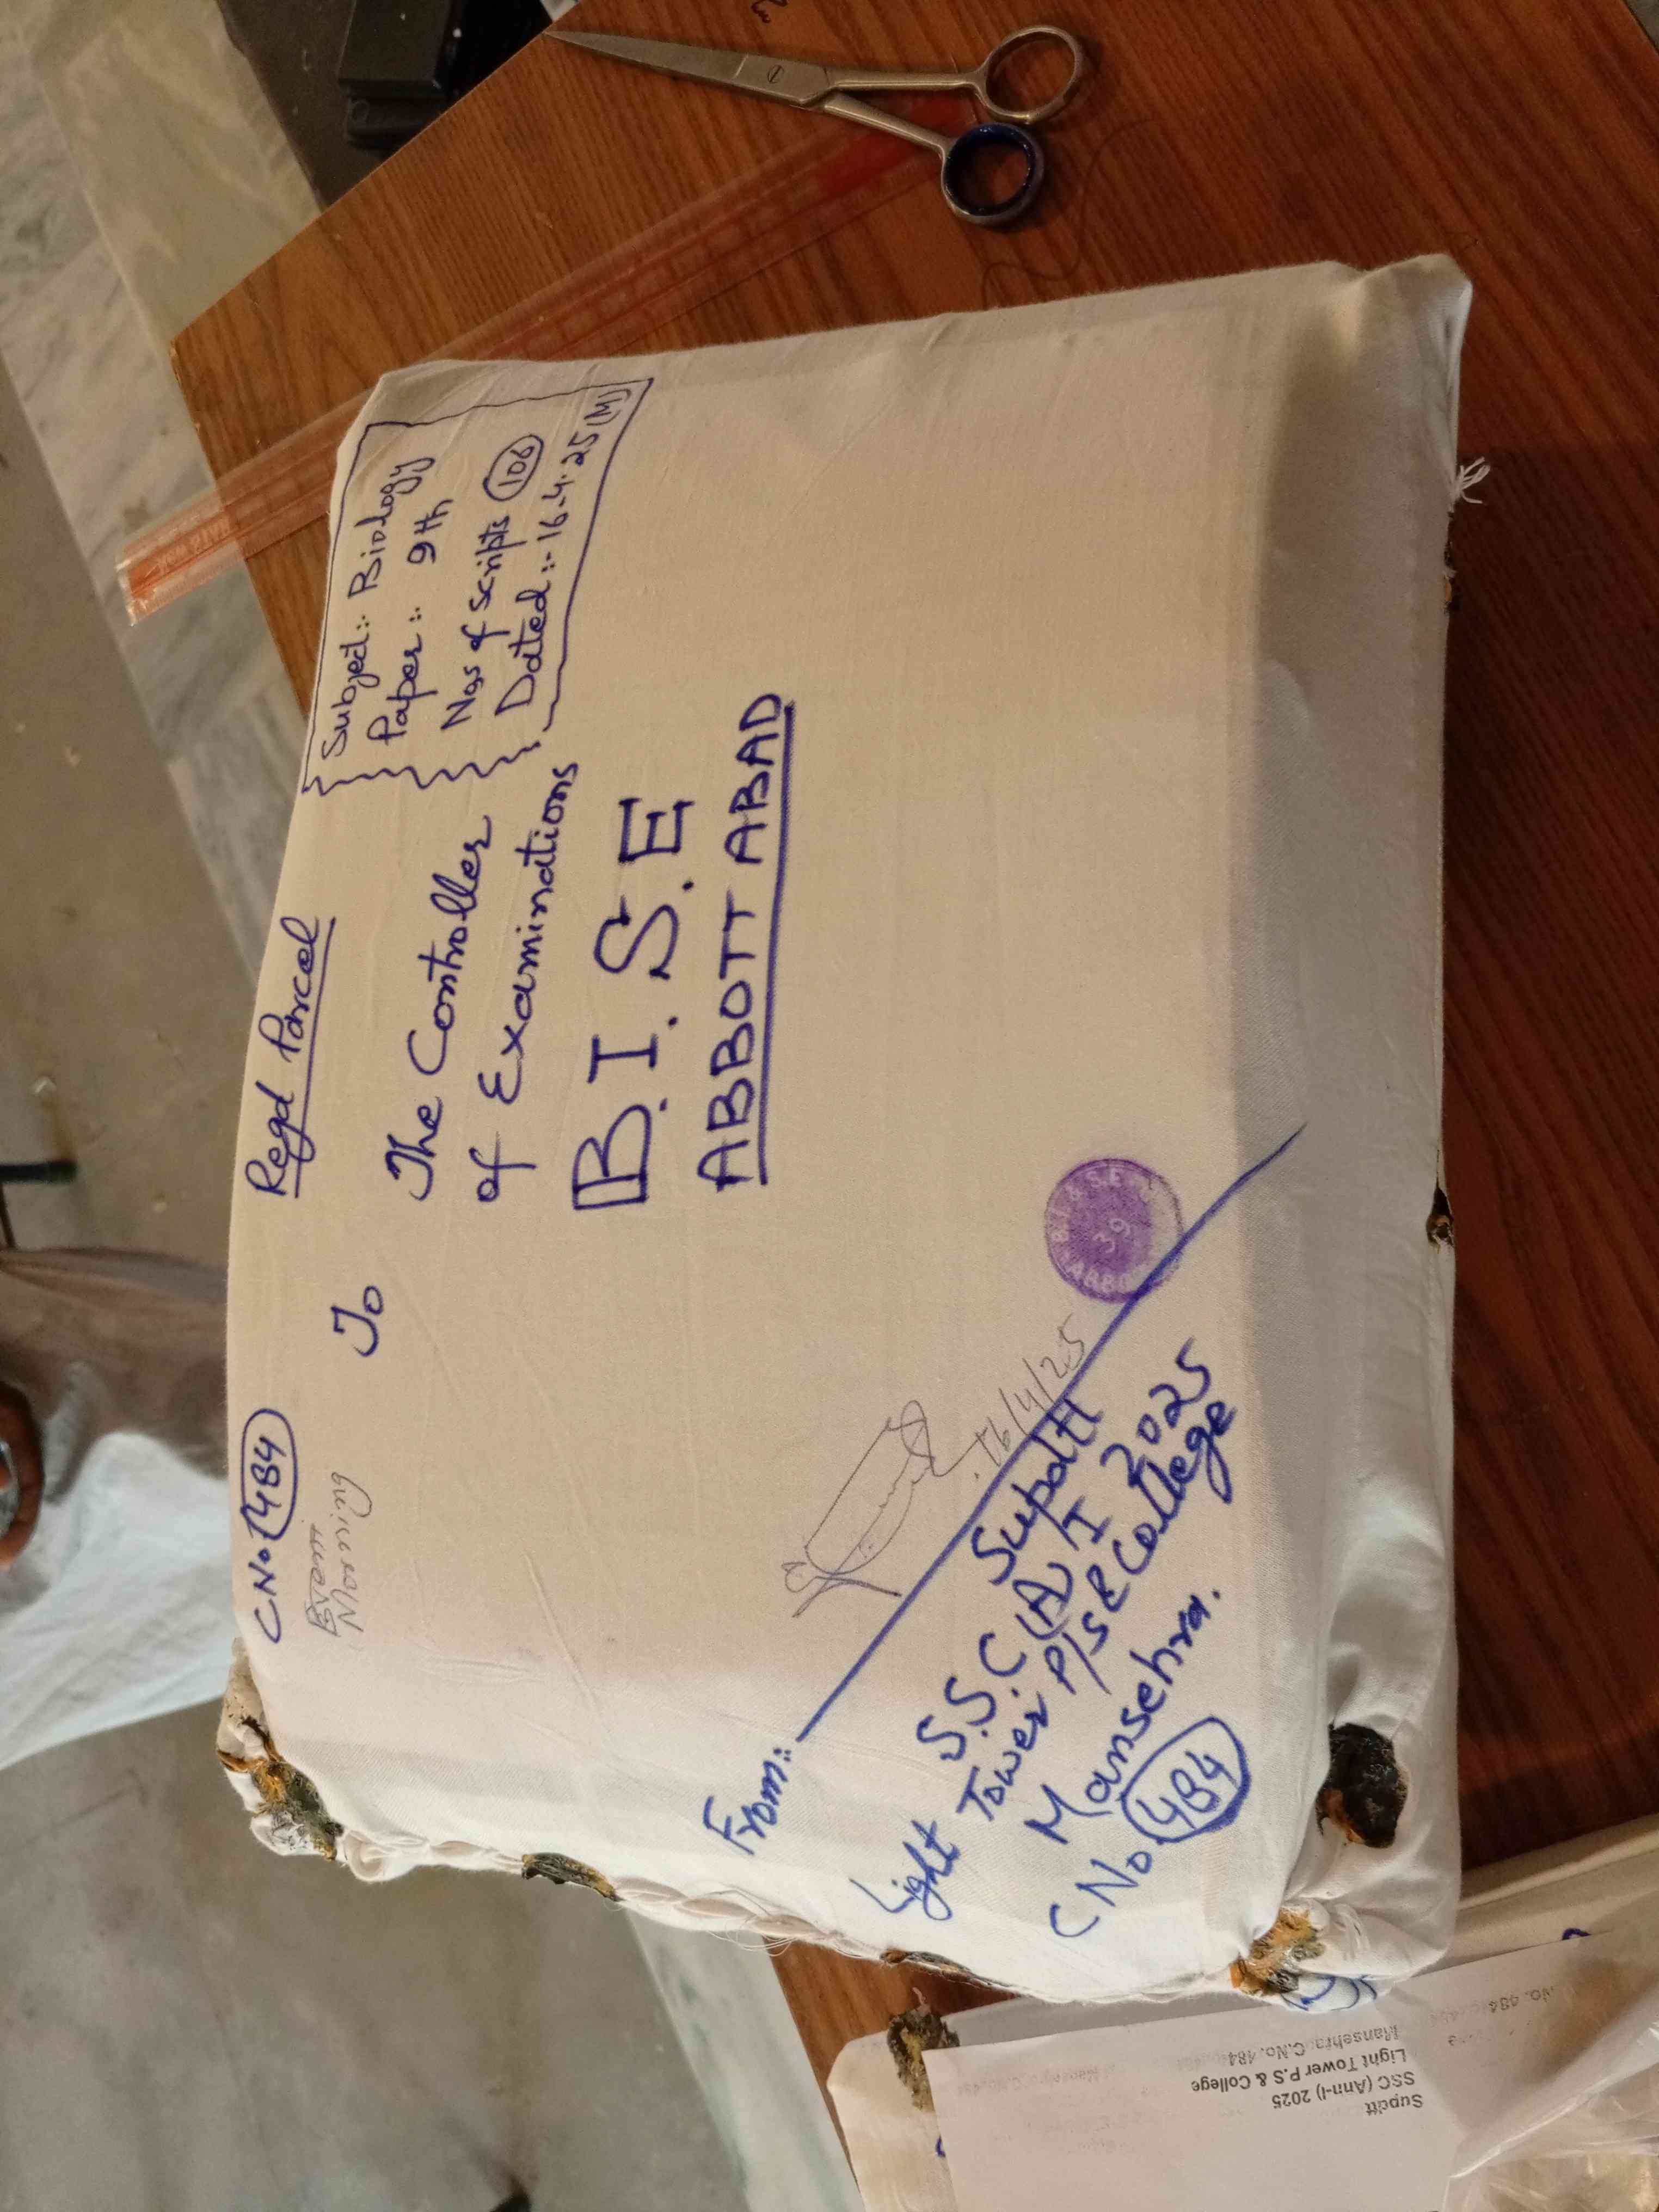 C.No 484
Morning
Regd Parcel
Subject:: Biology
Paper:: 9th
Nos of scripts 106
Dated:- 16-4-25 (M)
To
The Controller
of Examinations
B.I.S.E
ABBOTT ABAD
16/4/25
39
From::
Supdtt
S.S.C (A) I 2025
Light Tower P/S & College
Mansehra.
C No 484
Supdtt
SSC (Ann-I) 2025
Light Tower P.S & College
Mansehra C.No. 484